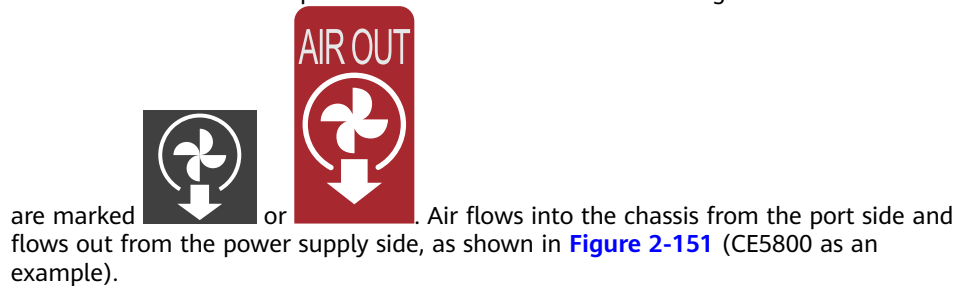 AIR OUT
are marked or . Air flows into the chassis from the port side and
flows out from the power supply side, as shown in Figure 2-151 (CE5800 as an
example).